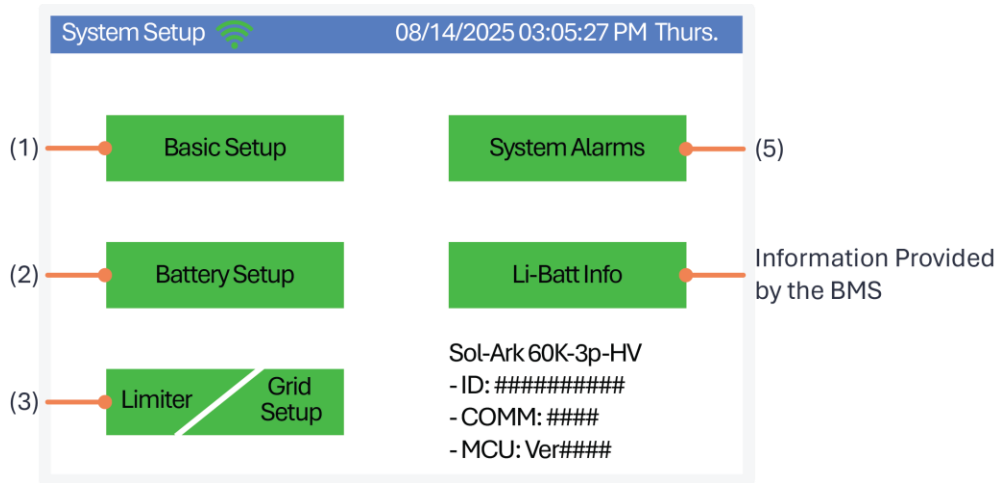 System Setup 08/14/2025 03:05:27 PM Thurs.
(1) Basic Setup System Alarms (5)
(2) Battery Setup Li-Batt Info Information Provided
by the BMS
(3) Limiter Grid
Setup
Sol-Ark 60K-3p-HV
- ID: ##########
- COMM: ####
- MCU: Ver####